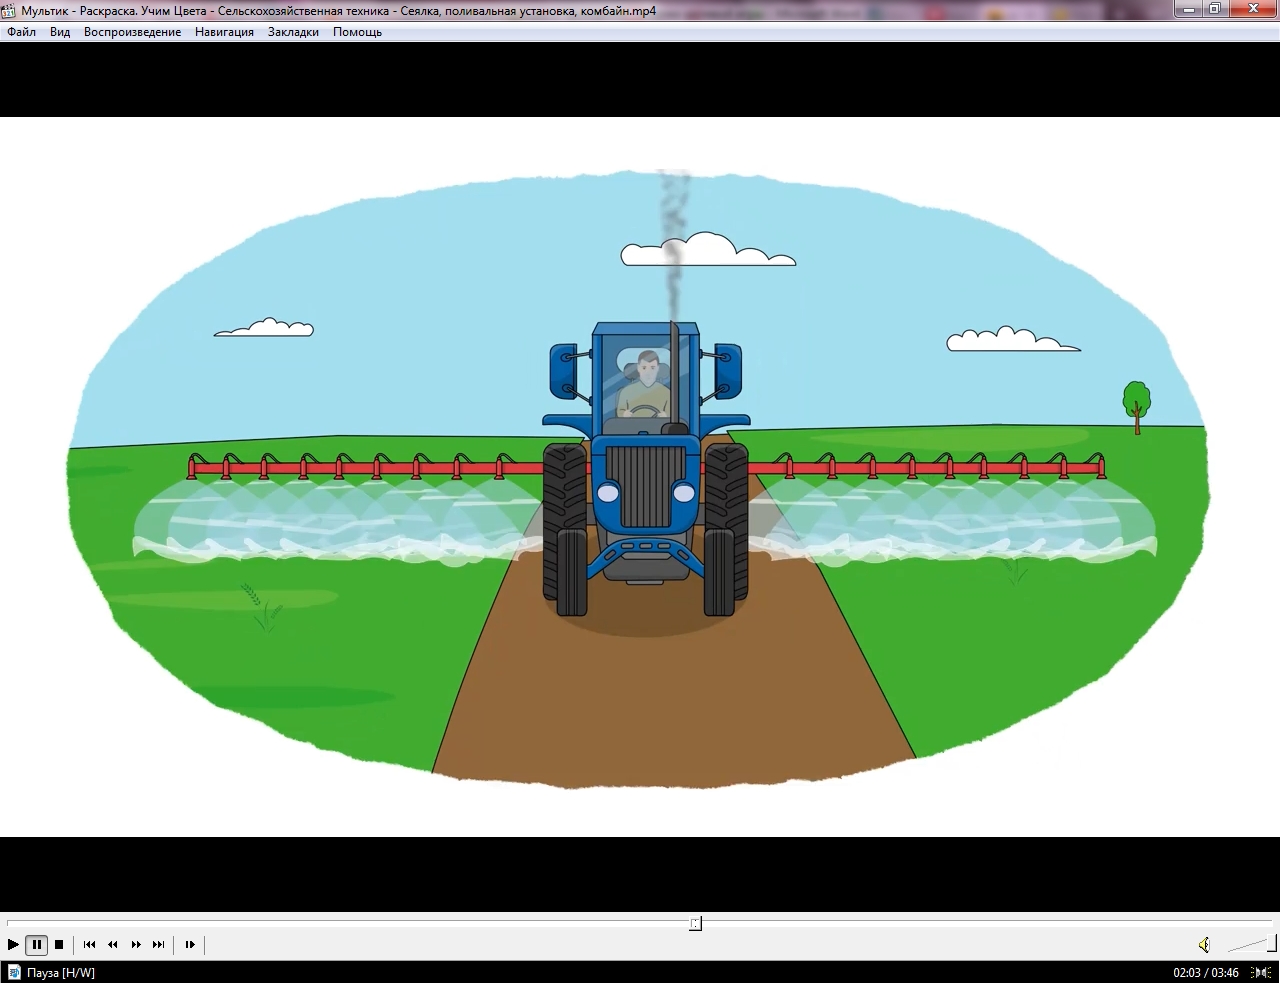 Мультик - Раскраска. Учим Цвета - Сельскохозяйственная техника - Сеялка, поливальная установка, комбайн.mp4
Файл Вид Воспроизведение Навигация Закладки Помощь
Пауза [H/W] 02:03 / 03:46